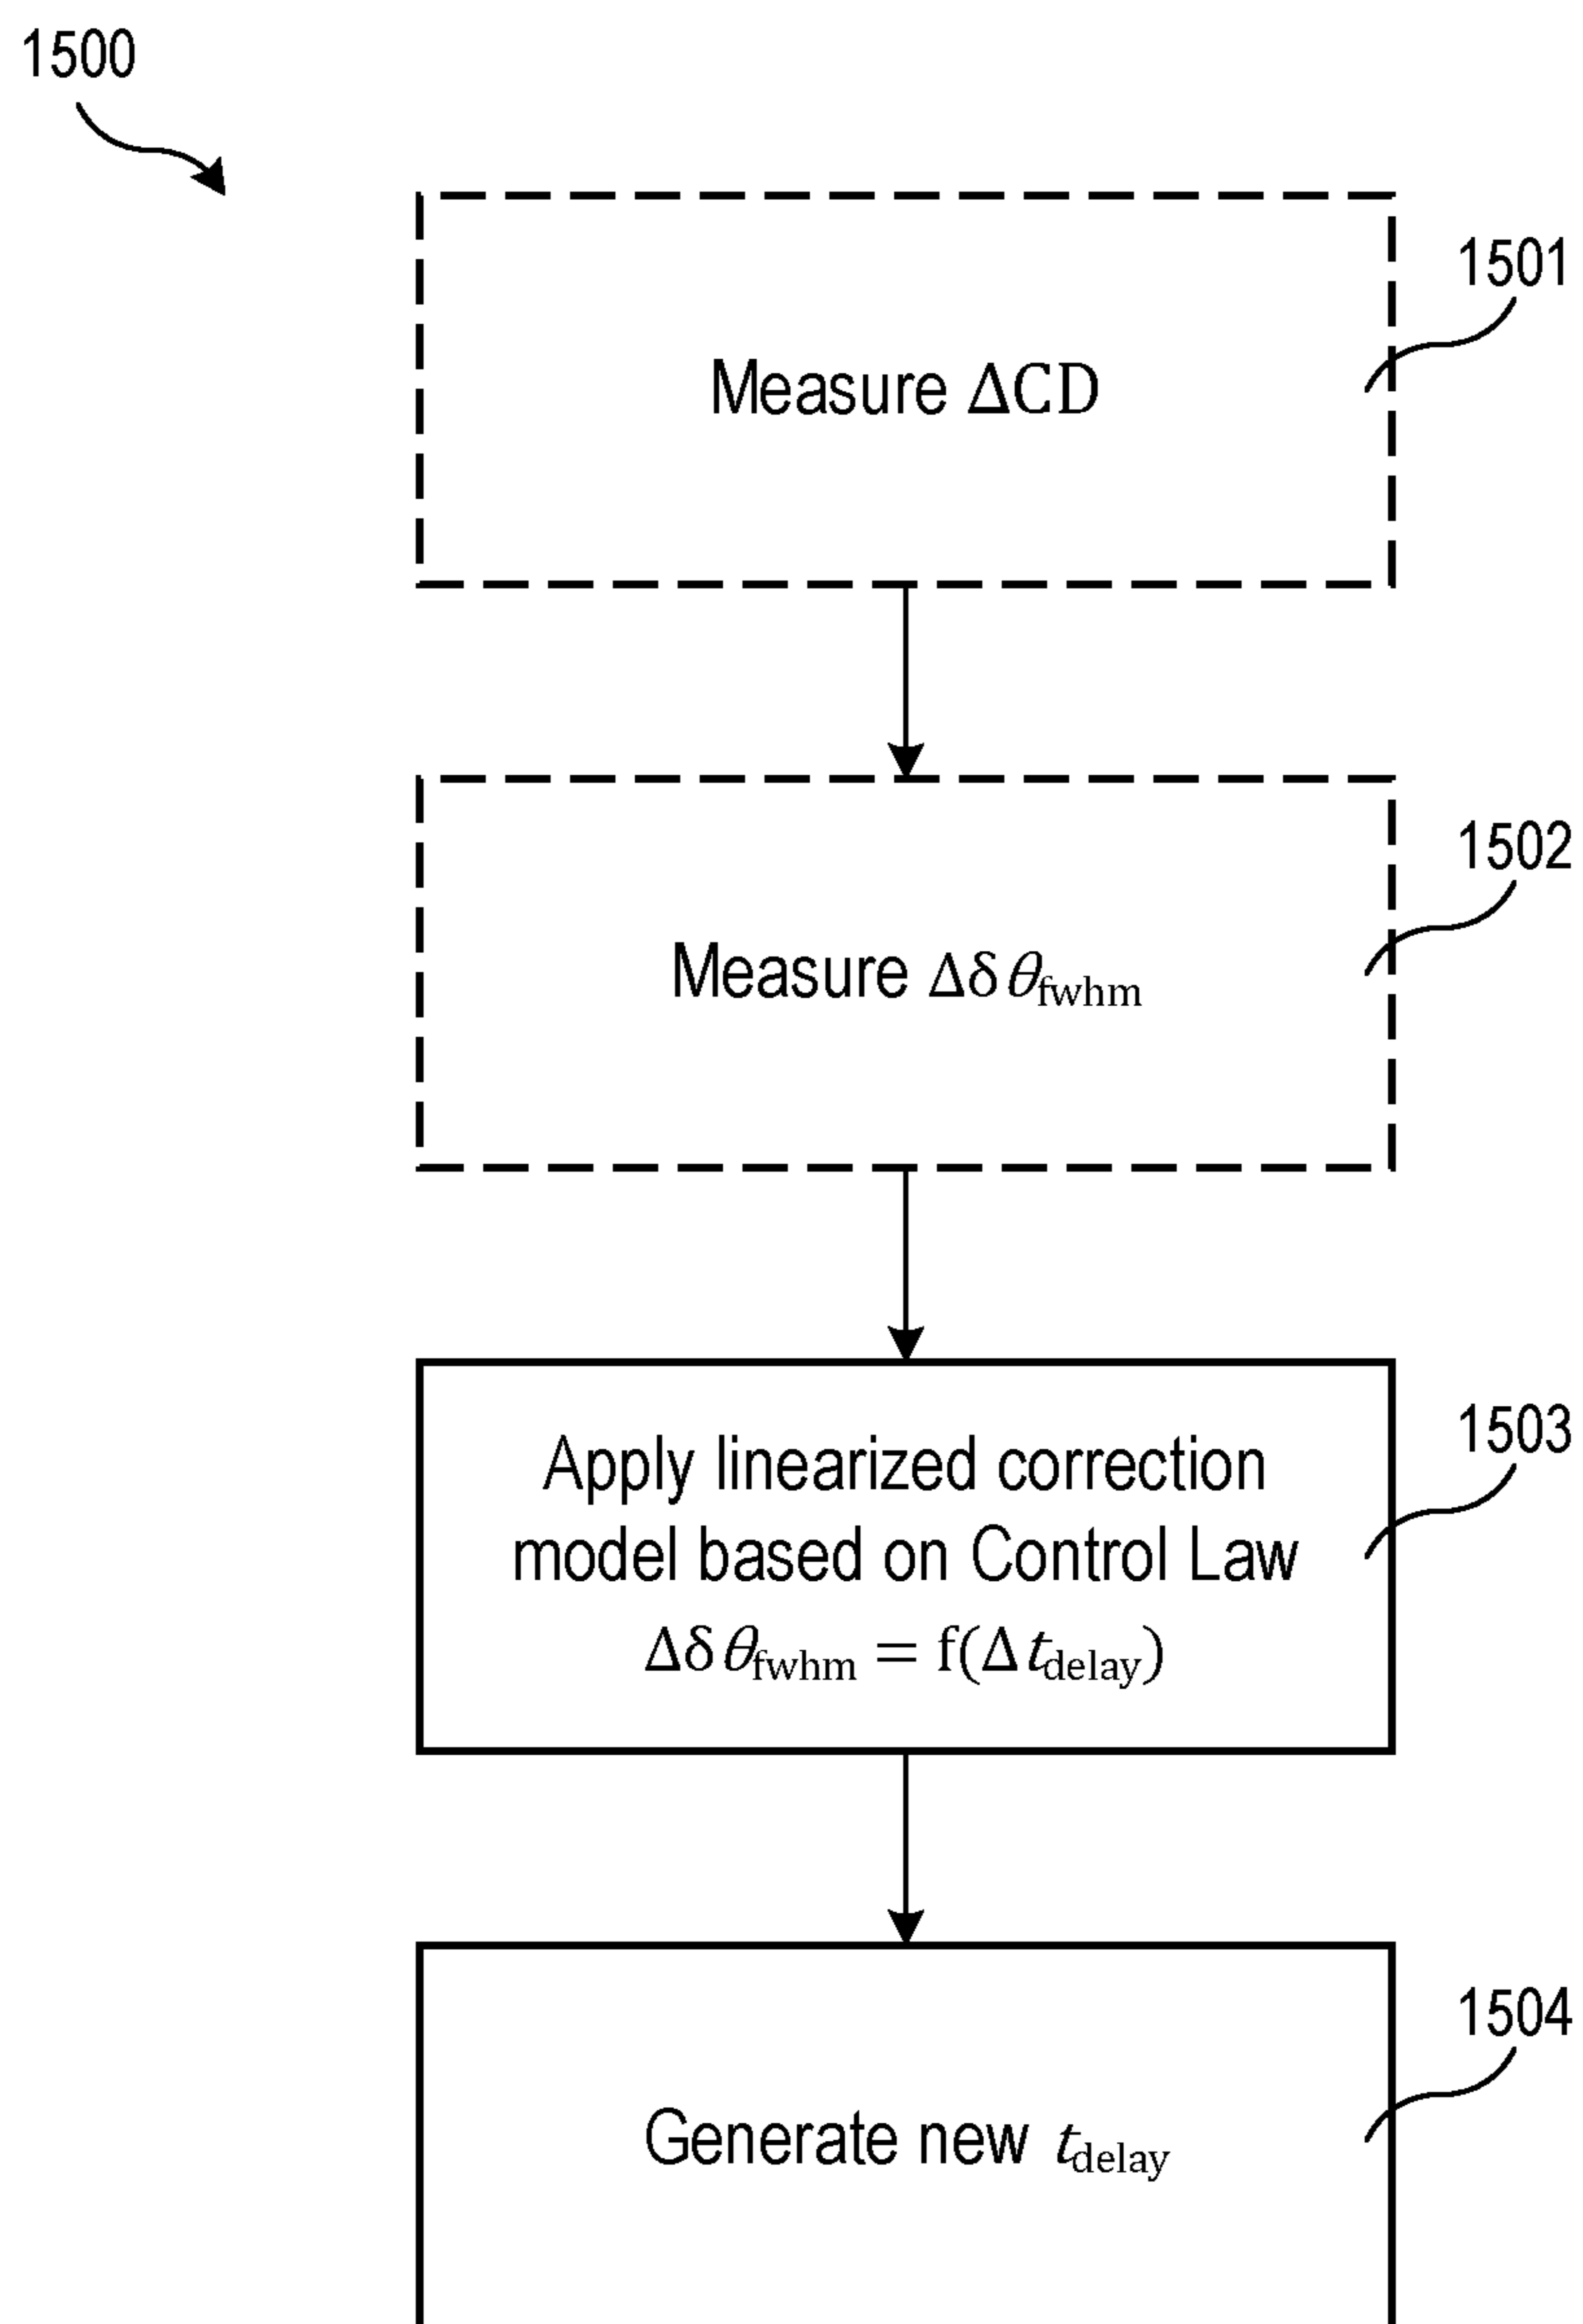 1500
1501
Measure ΔCD
1502
Measure Δδθfwhm
1503
Apply linearized correction
model based on Control Law
Δδθfwhm = f(Δtdelay)
1504
Generate new tdelay